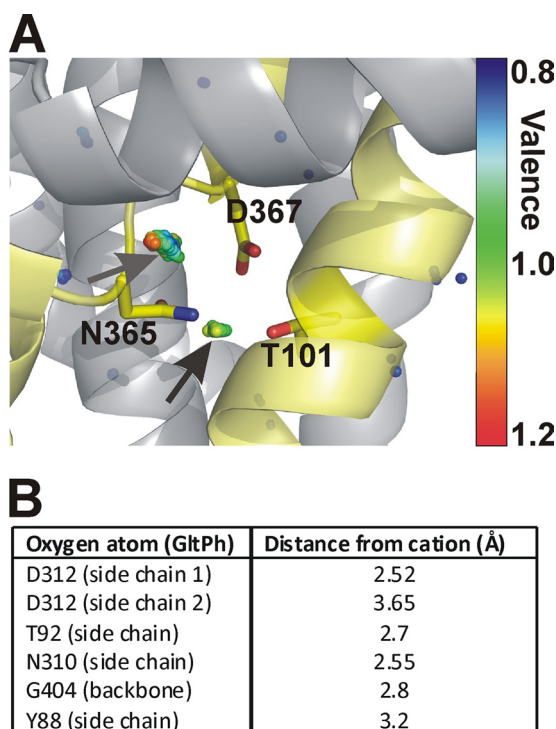 A
0.8
Valence
D367
1.0
N365
T101
1.2
B
Oxygen atom (GltPh) Distance from cation (Å)
D312 (side chain 1) 2.52
D312 (side chain 2) 3.65
T92 (side chain) 2.7
N310 (side chain) 2.55
G404 (backbone) 2.8
Y88 (side chain) 3.2